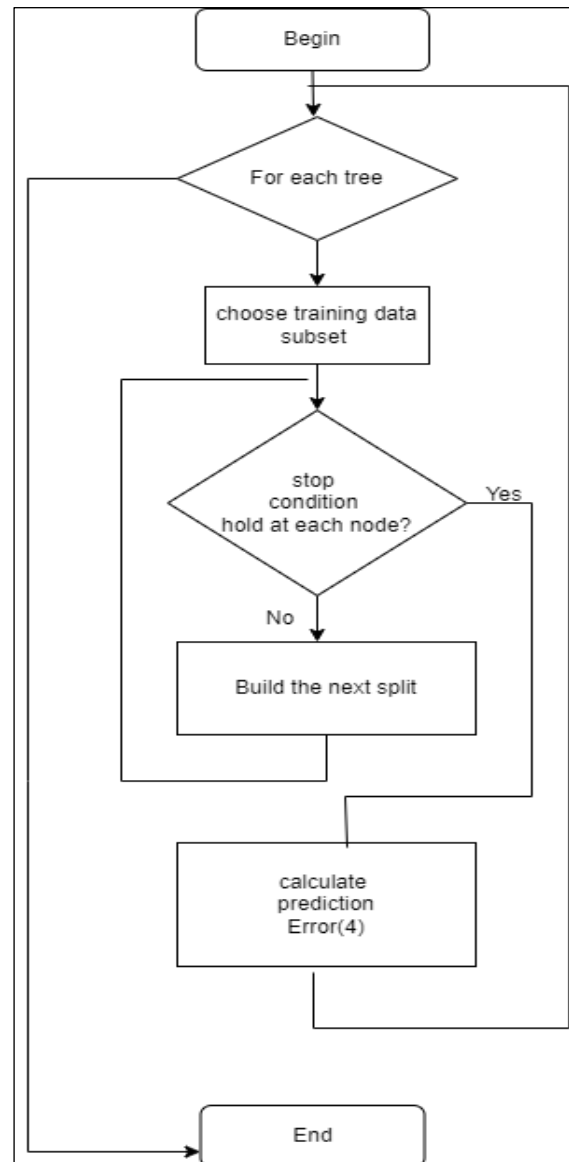 Begin
For each tree
choose training data
subset
stop
condition
hold at each node?
Yes
No
Build the next split
calculate
prediction
Error(4)
End